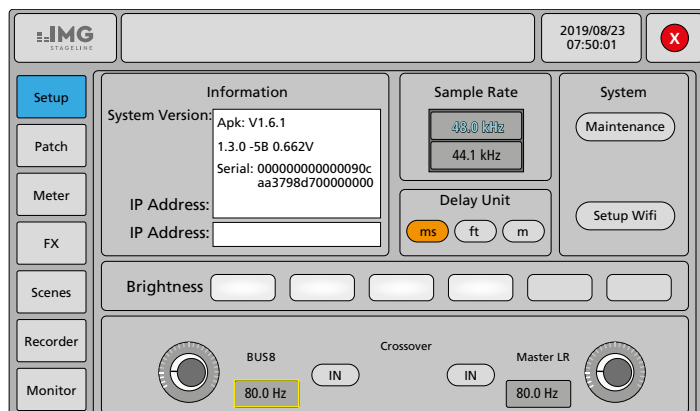 IMG
STAGELINE
2019/08/23
07:50:01
X
Setup
Patch
Meter
FX
Scenes
Recorder
Monitor
Information
System Version:
Apk: V1.6.1
1.3.0 -5B 0.662V
Serial: 000000000000090c
aa3798d700000000
IP Address:
IP Address:
Sample Rate
48.0 kHz
44.1 kHz
Delay Unit
ms ft m
System
Maintenance
Setup Wifi
Brightness
Crossover
BUS8
IN
80.0 Hz
Master LR
IN
80.0 Hz